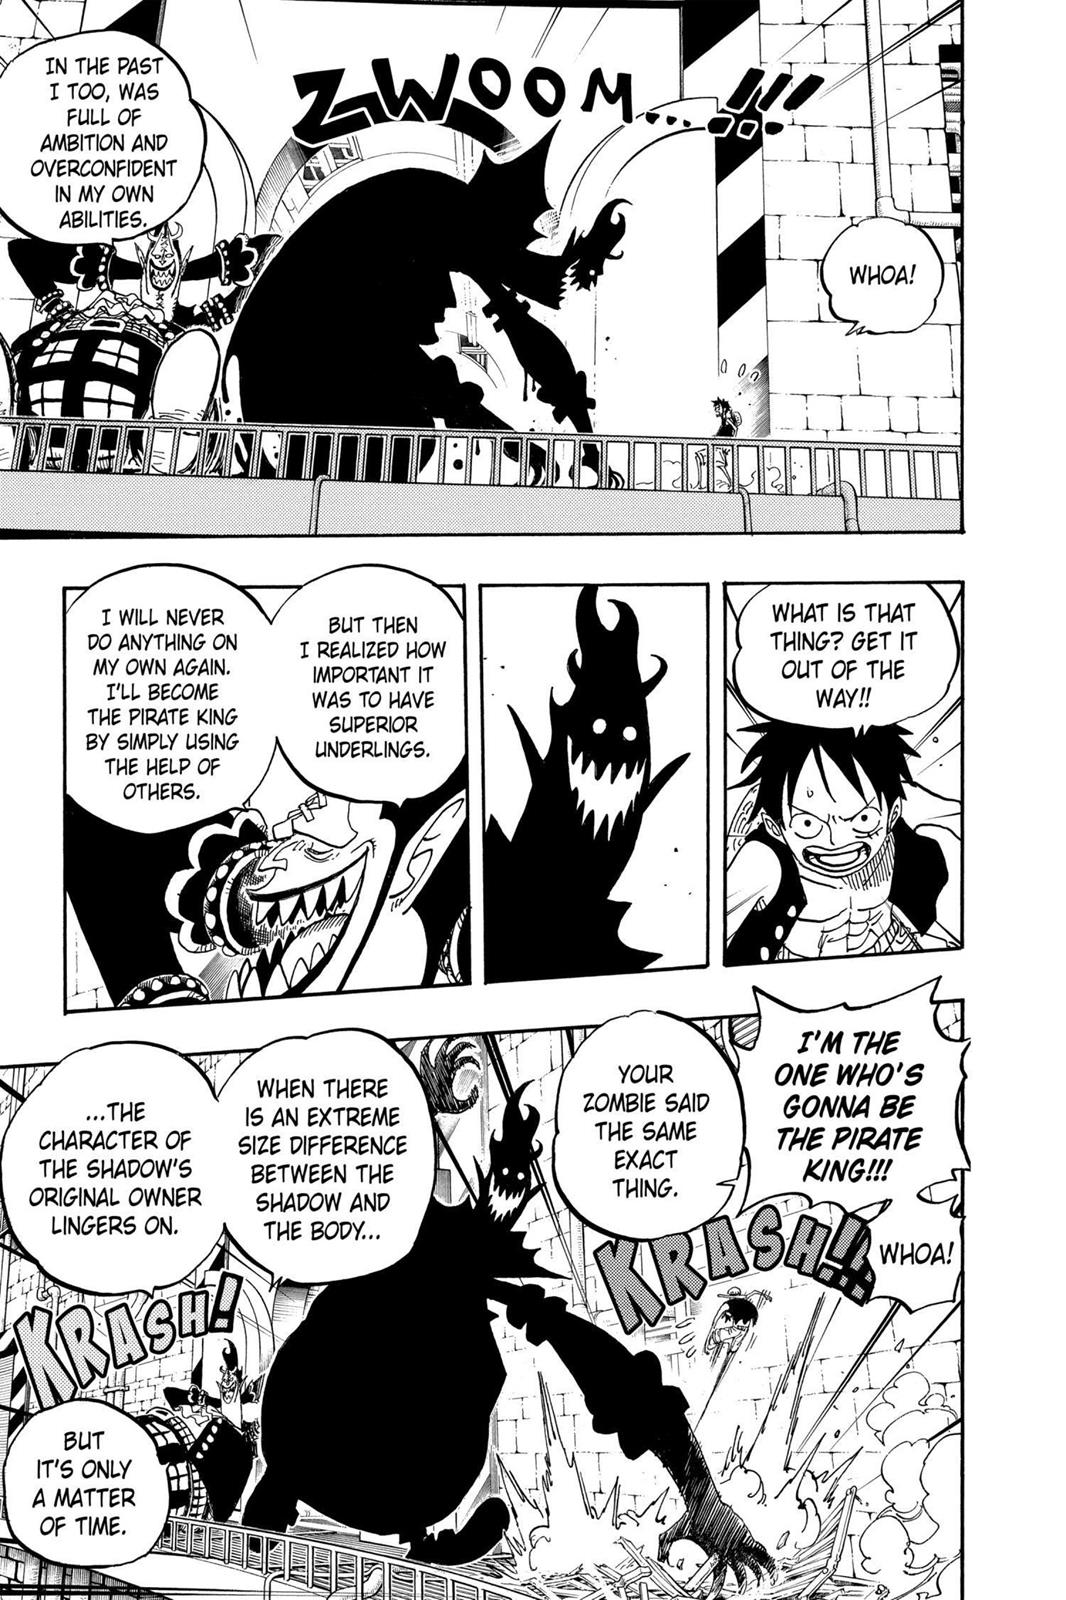 WHOA!
ZWOOM...!!!
IN THE PAST
I TOO, WAS
FULL OF
AMBITION AND
OVERCONFIDENT
IN MY OWN
ABILITIES.
WHAT IS THAT
THING? GET IT
OUT OF THE
WAY!!
BUT THEN
I REALIZED HOW
IMPORTANT IT
WAS TO HAVE
SUPERIOR
UNDERLINGS.
I WILL NEVER
DO ANYTHING ON
MY OWN AGAIN.
I'LL BECOME
THE PIRATE KING
BY SIMPLY USING
THE HELP OF
OTHERS.
I'M THE
ONE WHO'S
GONNA BE
THE PIRATE
KING!!!
WHOA!
KRASH!!
YOUR
ZOMBIE SAID
THE SAME
EXACT
THING.
WHEN THERE
IS AN EXTREME
SIZE DIFFERENCE
BETWEEN THE
SHADOW AND
THE BODY...
...THE
CHARACTER OF
THE SHADOW'S
ORIGINAL OWNER
LINGERS ON.
KRASH!
BUT
IT'S ONLY
A MATTER
OF TIME.